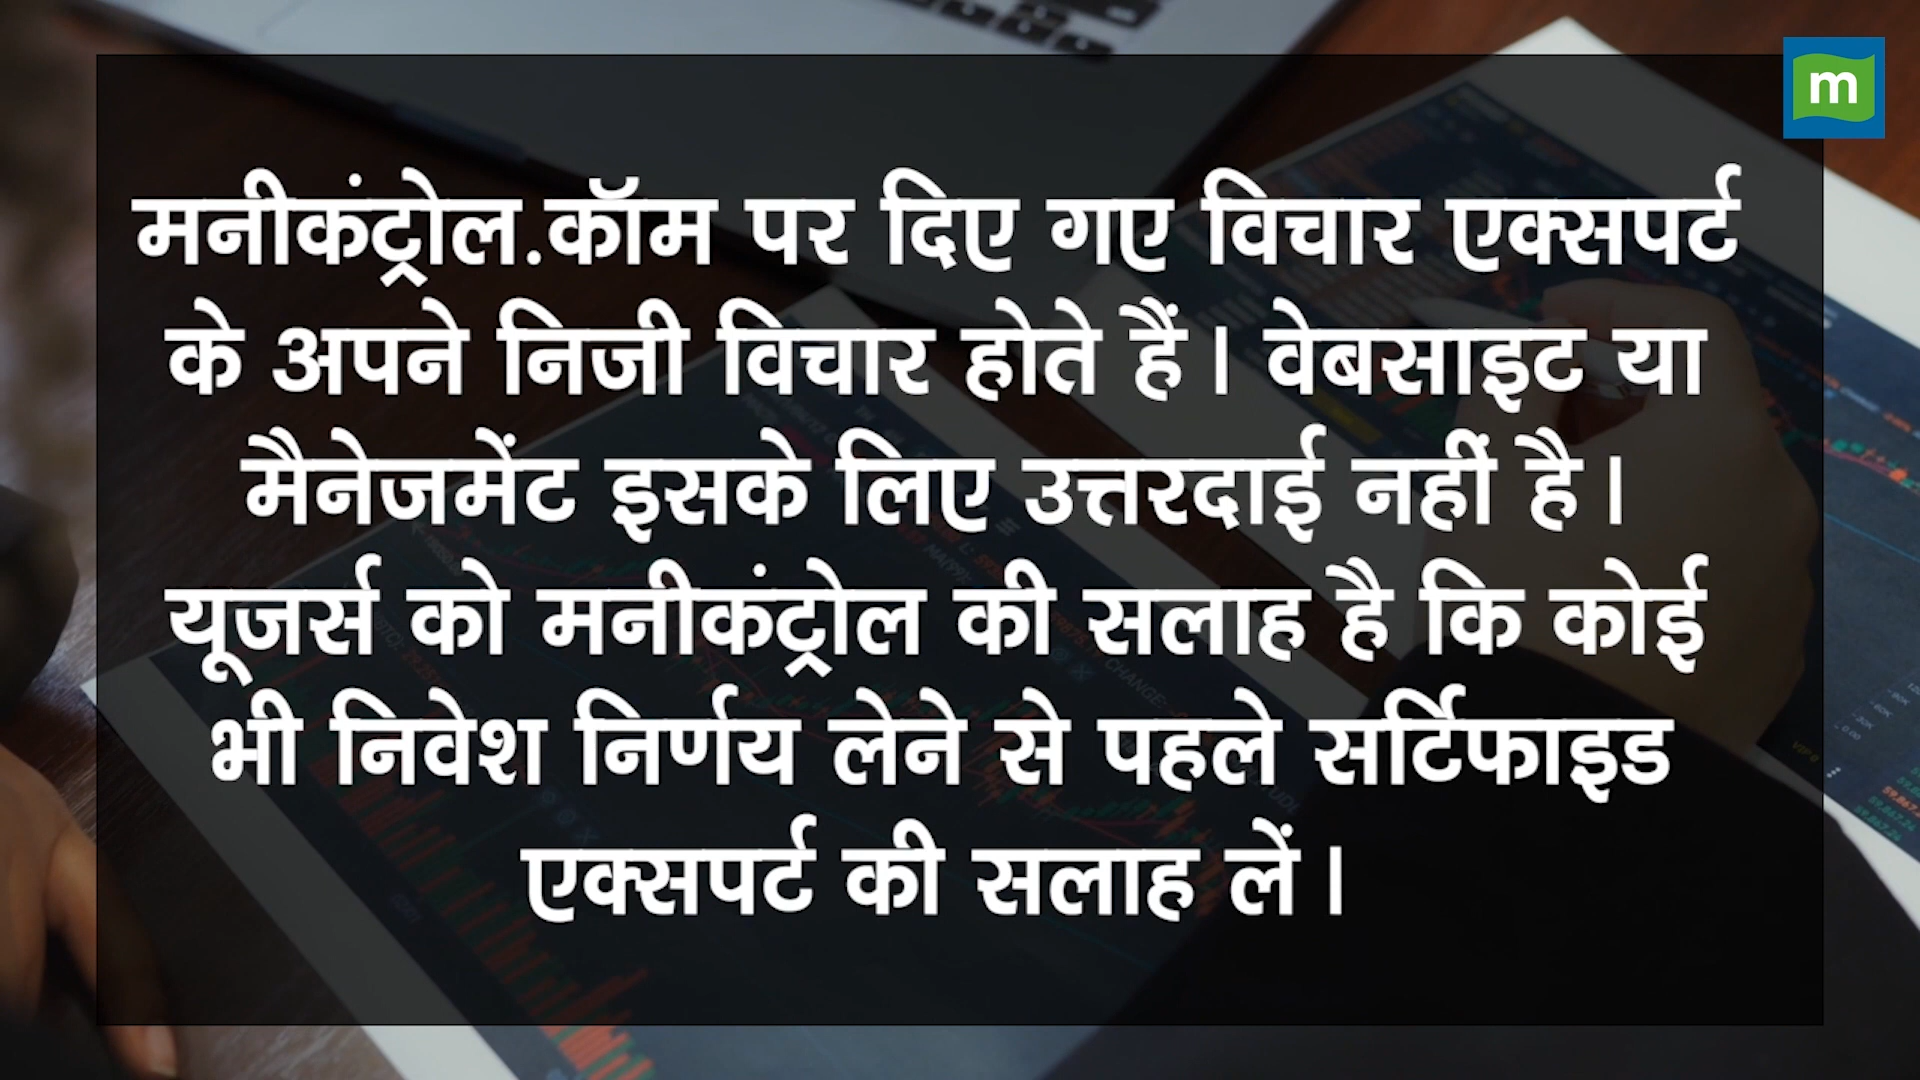 m
मनीकंट्रोल.कॉम पर दिए गए विचार एक्सपर्ट
के अपने निजी विचार होते हैं। वेबसाइट या
मैनेजमेंट इसके लिए उत्तरदाई नहीं है।
यूजर्स को मनीकंट्रोल की सलाह है कि कोई
भी निवेश निर्णय लेने से पहले सर्टिफाइड
एक्सपर्ट की सलाह लें।